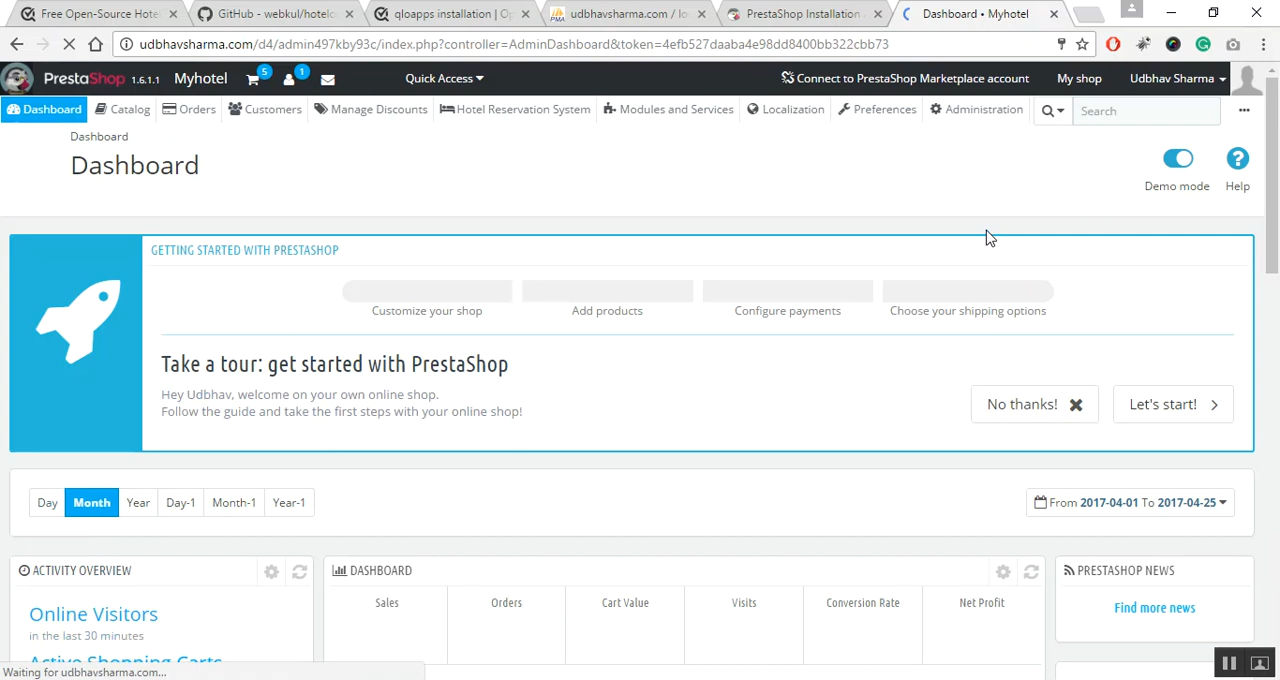 Free Open-Source Hote
GitHub - webkul/hotelco
qloapps installation | Op
udbhavsharma.com / lo
PrestaShop Installation
Dashboard • Myhotel
udbhavsharma.com/d4/admin497kby93c/index.php?controller=AdminDashboard&token=4efb527daaba4e98dd8400bb322cbb73
PrestaShop 1.6.1.1 Myhotel 5 1 Quick Access Connect to PrestaShop Marketplace account My shop Udbhav Sharma
Dashboard Catalog Orders Customers Manage Discounts Hotel Reservation System Modules and Services Localization Preferences Administration Search
Dashboard
Dashboard
Demo mode Help
GETTING STARTED WITH PRESTASHOP
Customize your shop Add products Configure payments Choose your shipping options
Take a tour: get started with PrestaShop
Hey Udbhav, welcome on your own online shop.
Follow the guide and take the first steps with your online shop!
No thanks! Let's start!
Day Month Year Day-1 Month-1 Year-1 From 2017-04-01 To 2017-04-25
ACTIVITY OVERVIEW DASHBOARD PRESTASHOP NEWS
Sales Orders Cart Value Visits Conversion Rate Net Profit
Find more news
Online Visitors
in the last 30 minutes
Active Shopping Carts
Waiting for udbhavsharma.com...